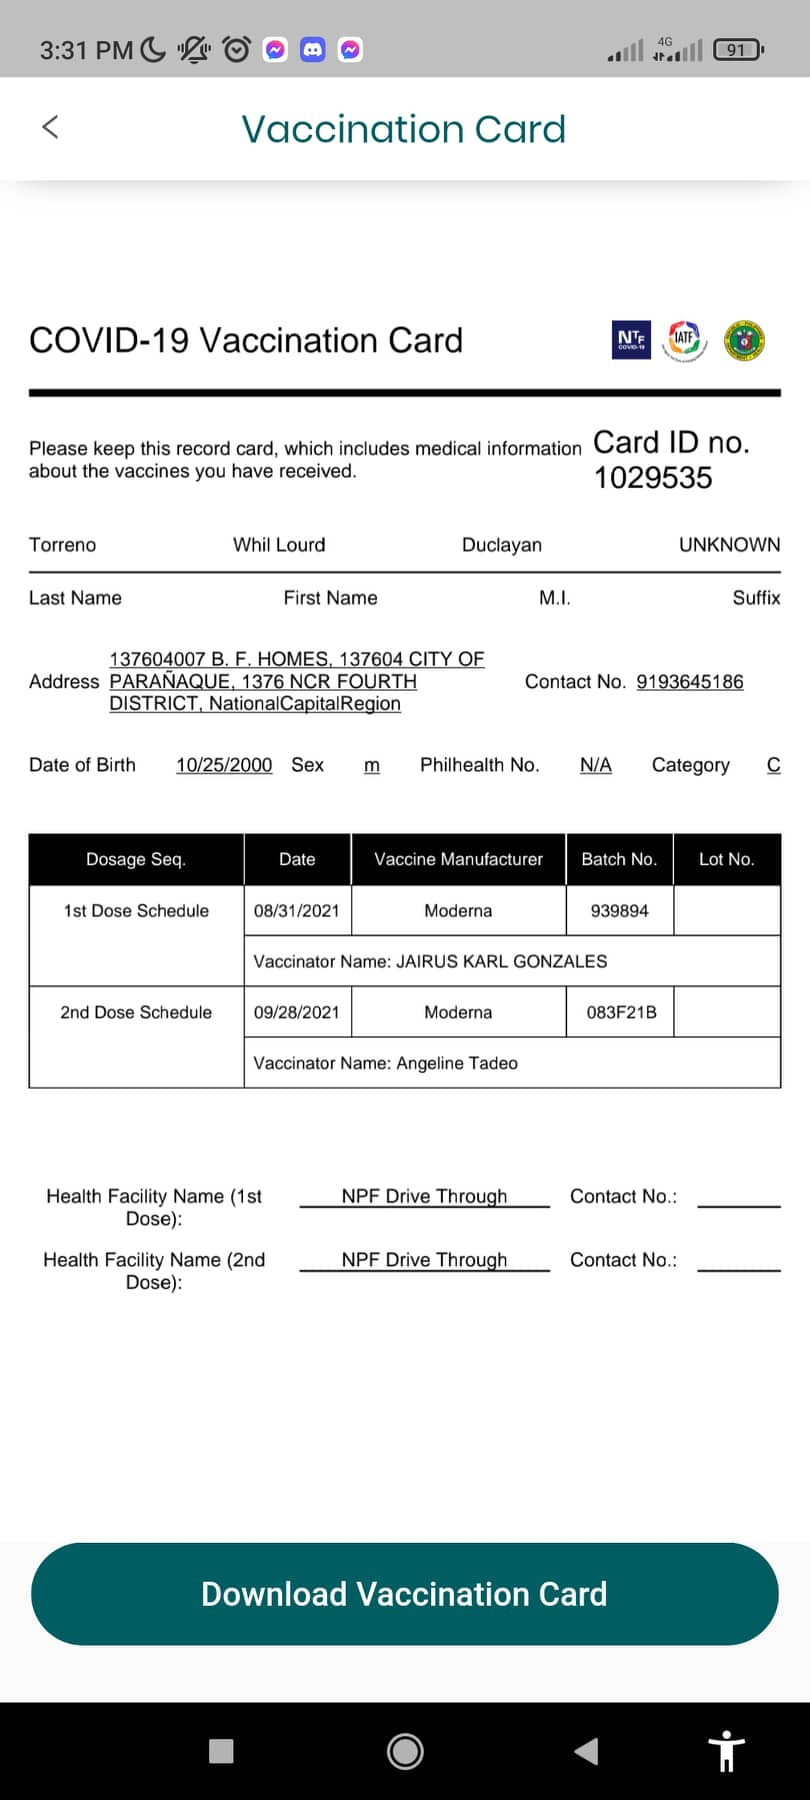 3:31 PM
4G
91
Vaccination Card
COVID-19 Vaccination Card
NTF
COVID-19
IATF
Please keep this record card, which includes medical information
about the vaccines you have received.
Card ID no.
1029535
Torreno Whil Lourd Duclayan UNKNOWN
Last Name First Name M.I. Suffix
137604007 B. F. HOMES, 137604 CITY OF
Address PARAÑAQUE, 1376 NCR FOURTH Contact No. 9193645186
DISTRICT, NationalCapitalRegion
Date of Birth 10/25/2000 Sex m Philhealth No. N/A Category C
Dosage Seq. Date Vaccine Manufacturer Batch No. Lot No.
1st Dose Schedule 08/31/2021 Moderna 939894
Vaccinator Name: JAIRUS KARL GONZALES
2nd Dose Schedule 09/28/2021 Moderna 083F21B
Vaccinator Name: Angeline Tadeo
Health Facility Name (1st NPF Drive Through Contact No.:
Dose):
Health Facility Name (2nd NPF Drive Through Contact No.:
Dose):
Download Vaccination Card